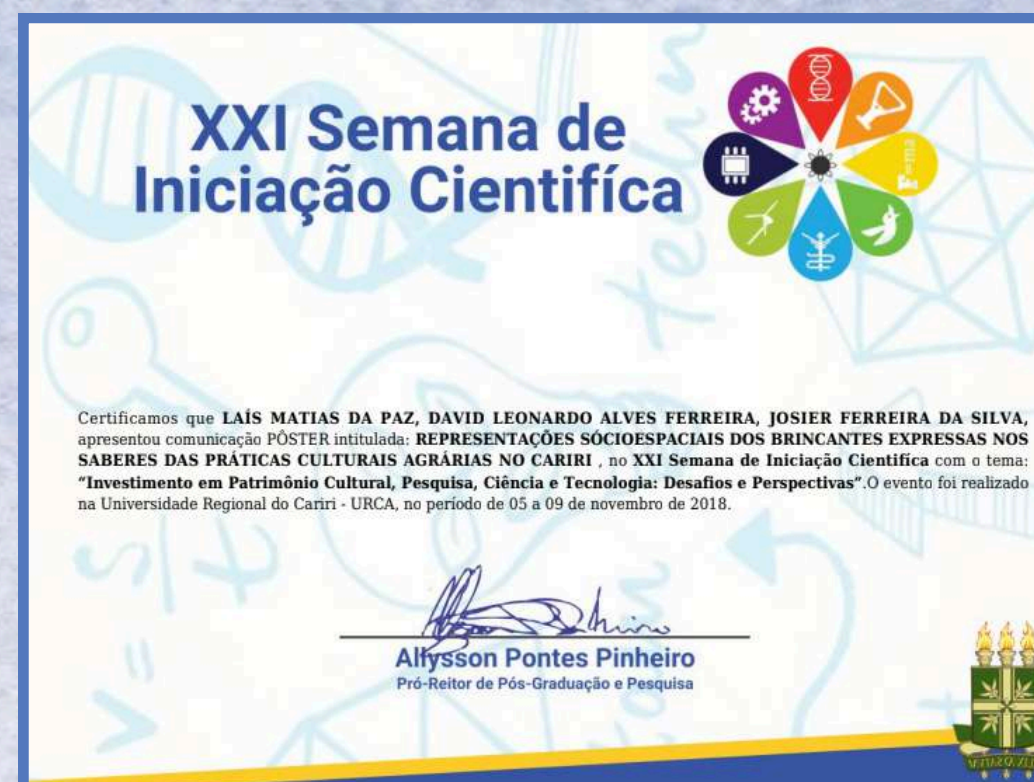 XXI Semana de
Iniciação Cientifíca
F=ma
Certificamos que LAÍS MATIAS DA PAZ, DAVID LEONARDO ALVES FERREIRA, JOSIER FERREIRA DA SILVA,
apresentou comunicação PÔSTER intitulada: REPRESENTAÇÕES SÓCIOESPACIAIS DOS BRINCANTES EXPRESSAS NOS
SABERES DAS PRÁTICAS CULTURAIS AGRÁRIAS NO CARIRI , no XXI Semana de Iniciação Cientifíca com o tema:
“Investimento em Patrimônio Cultural, Pesquisa, Ciência e Tecnologia: Desafios e Perspectivas”.O evento foi realizado
na Universidade Regional do Cariri - URCA, no período de 05 a 09 de novembro de 2018.
v = s/t
Allysson Pontes Pinheiro
Pró-Reitor de Pós-Graduação e Pesquisa